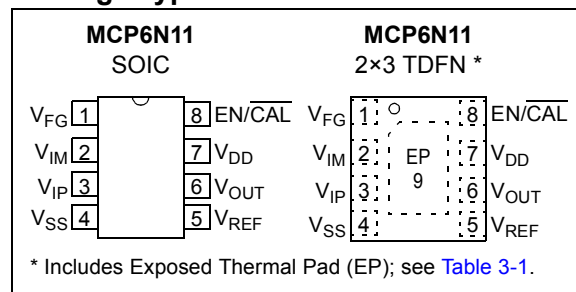 MCP6N11
SOIC
VFG 1 8 EN/CAL
VIM 2 7 VDD
VIP 3 6 VOUT
VSS 4 5 VREF
MCP6N11
2×3 TDFN *
VFG 1 8 EN/CAL
VIM 2 EP 7 VDD
VIP 3 9 6 VOUT
VSS 4 5 VREF
* Includes Exposed Thermal Pad (EP); see Table 3-1.